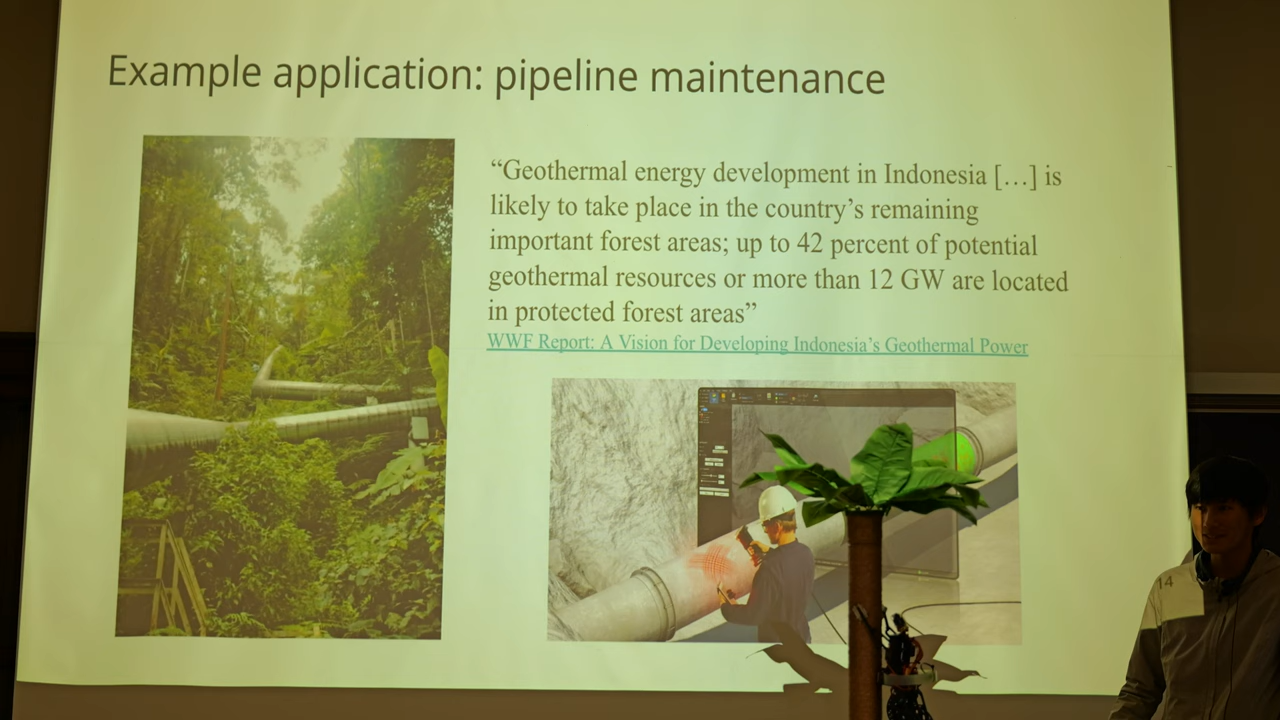 Example application: pipeline maintenance
“Geothermal energy development in Indonesia […] is
likely to take place in the country’s remaining
important forest areas; up to 42 percent of potential
geothermal resources or more than 12 GW are located
in protected forest areas”
WWF Report: A Vision for Developing Indonesia’s Geothermal Power
14